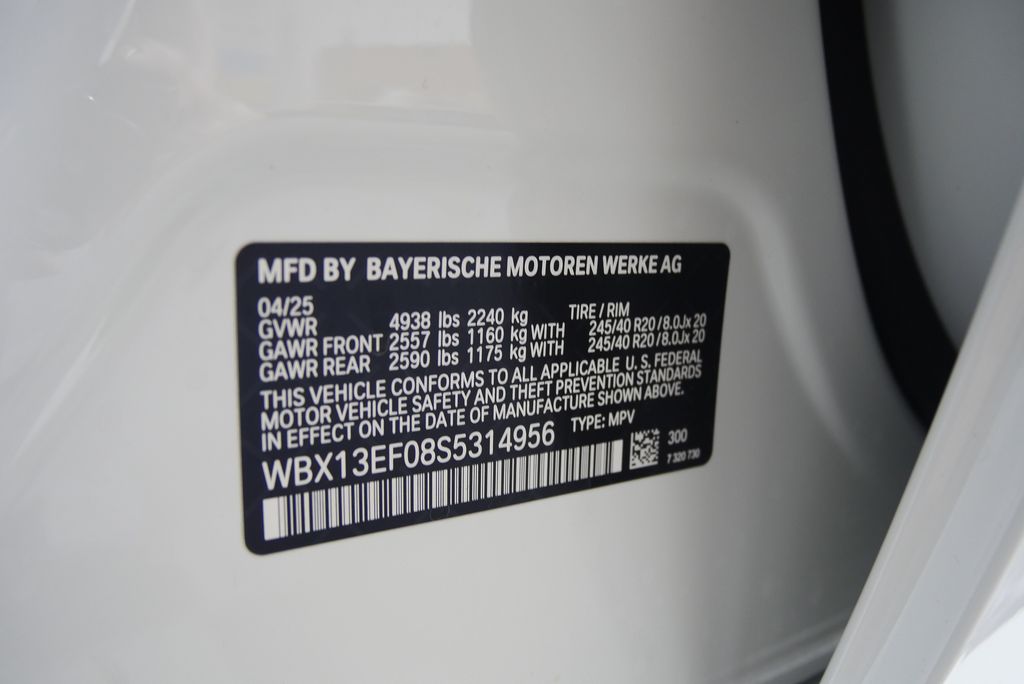 MFD BY BAYERISCHE MOTOREN WERKE AG
04/25
GVWR 4938 lbs 2240 kg TIRE / RIM
GAWR FRONT 2557 lbs 1160 kg WITH 245/40 R20 / 8.0Jx 20
GAWR REAR 2590 lbs 1175 kg WITH 245/40 R20 / 8.0Jx 20
THIS VEHICLE CONFORMS TO ALL APPLICABLE U. S. FEDERAL
MOTOR VEHICLE SAFETY AND THEFT PREVENTION STANDARDS
IN EFFECT ON THE DATE OF MANUFACTURE SHOWN ABOVE.
TYPE: MPV
WBX13EF08S5314956
300
7 320 730